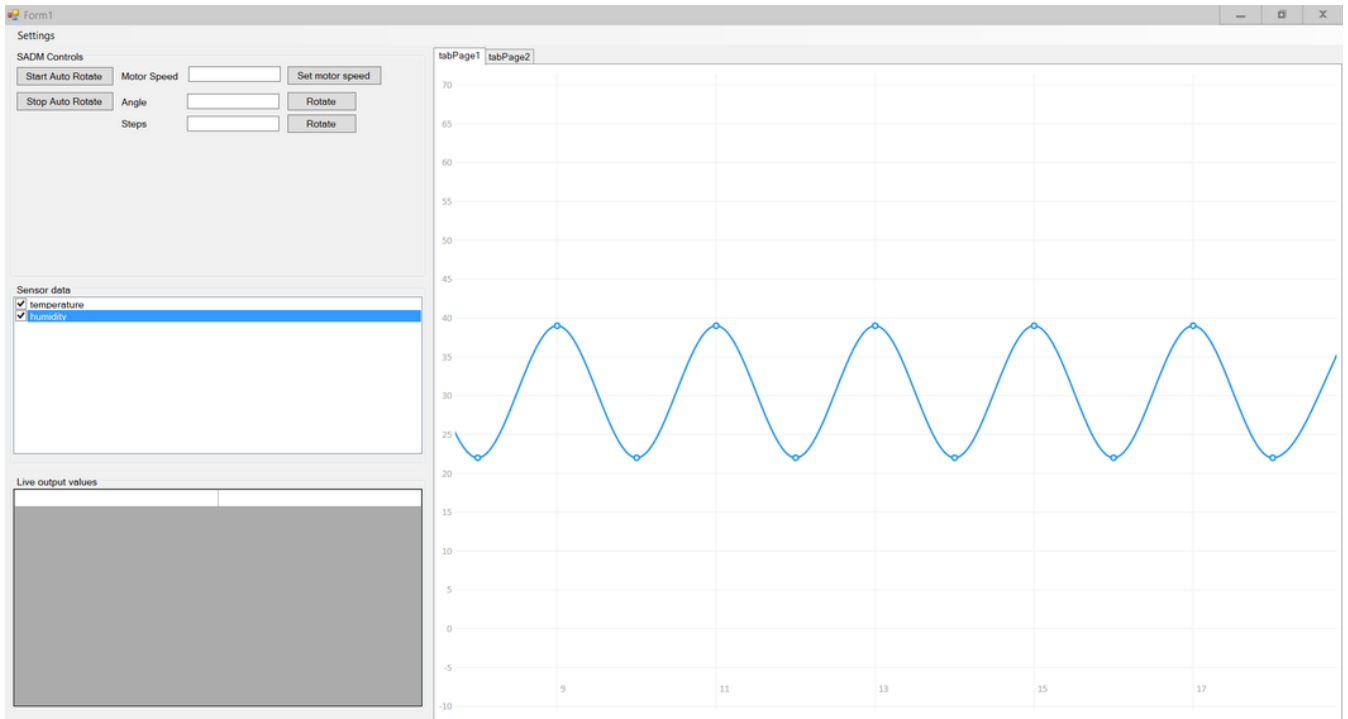 Form1
Settings
SADM Controls
Start Auto Rotate Motor Speed Set motor speed
Stop Auto Rotate Angle Rotate
Steps Rotate
Sensor data
temperature
humidity
Live output values
tabPage1 tabPage2
70
65
60
55
50
45
40
35
30
25
20
15
10
5
0
-5
-10
9 11 13 15 17